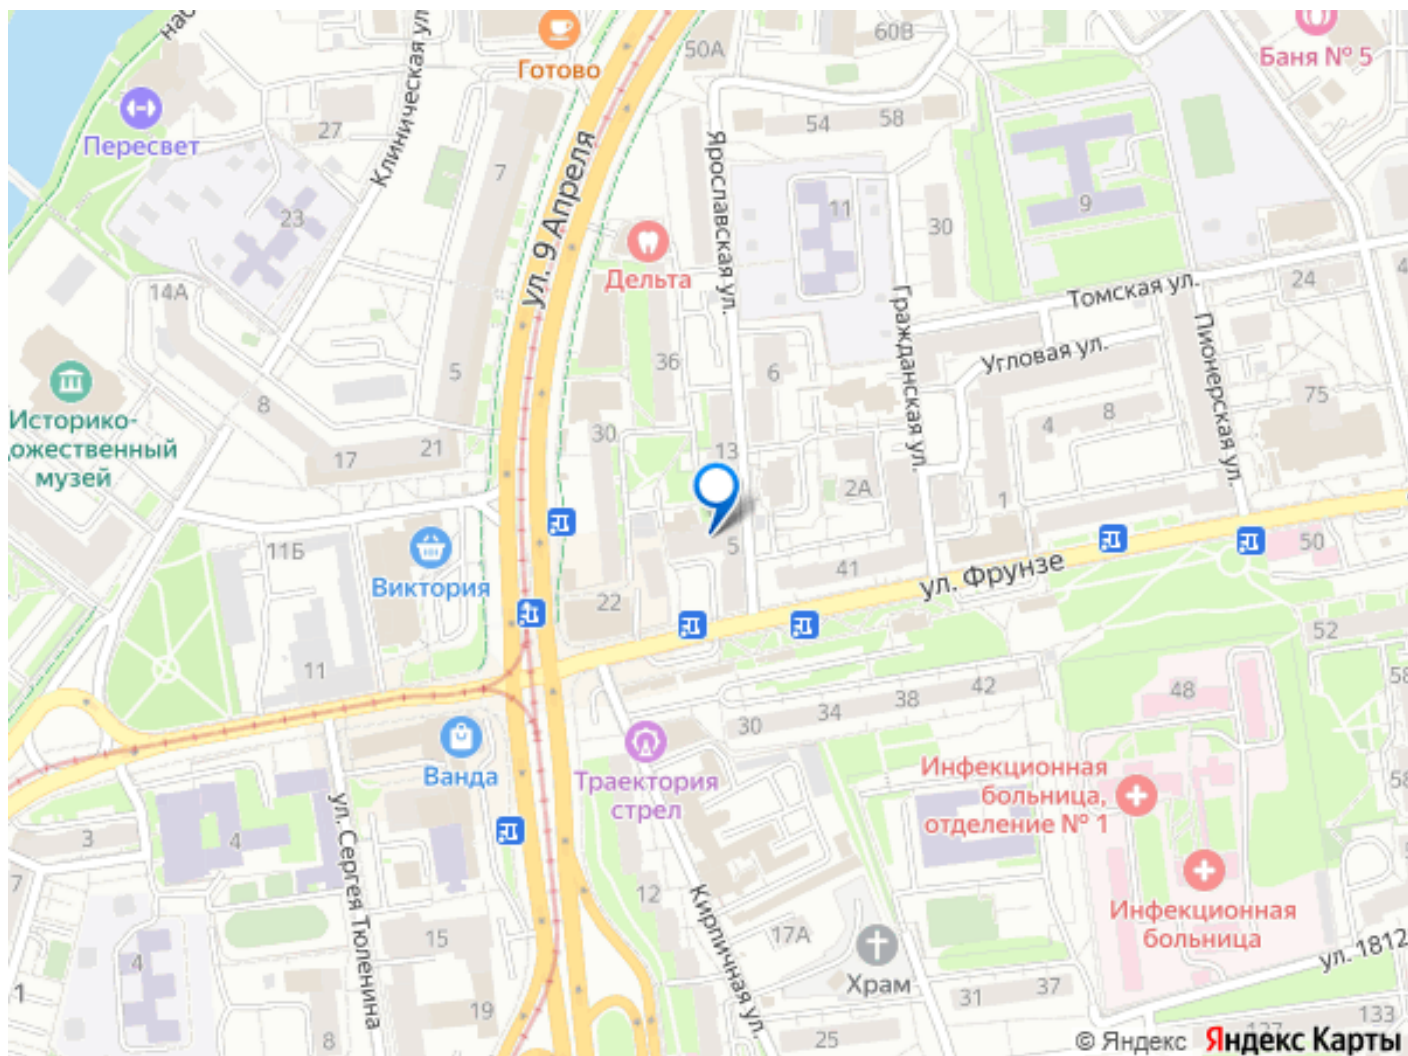 Готово
50А
60В
Баня № 5
Пересвет
27
Клиническая ул.
7
54
58
9
23
11
30
ул. 9 Апреля
Ярославская ул.
Дельта
14А
Томская ул.
24
Гражданская ул.
Пионерская ул.
Угловая ул.
36
6
5
8
Историко-
ожественный
музей
17
21
30
13
4
8
75
2А
1
11Б
Виктория
5
41
ул. Фрунзе
50
22
52
11
48
42
38
34
30
Ванда
Траектория
стрел
Инфекционная
больница,
отделение № 1
ул. Сергея Тюленина
3
4
7
12
Кирпичная ул.
17А
Храм
Инфекционная
больница
15
4
1
19
8
25
31
37
ул. 1812
133
127
© Яндекс Яндекс Карты